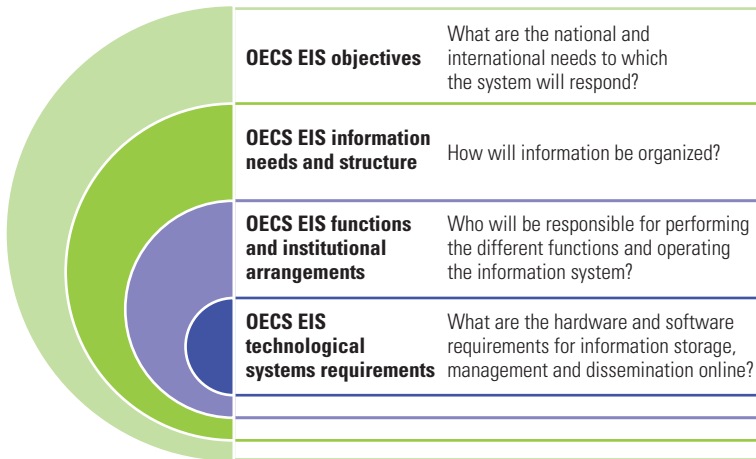 OECS EIS objectives
What are the national and
international needs to which
the system will respond?
OECS EIS information
needs and structure
How will information be organized?
OECS EIS functions
and institutional
arrangements
Who will be responsible for performing
the different functions and operating
the information system?
OECS EIS
technological
systems requirements
What are the hardware and software
requirements for information storage,
management and dissemination online?